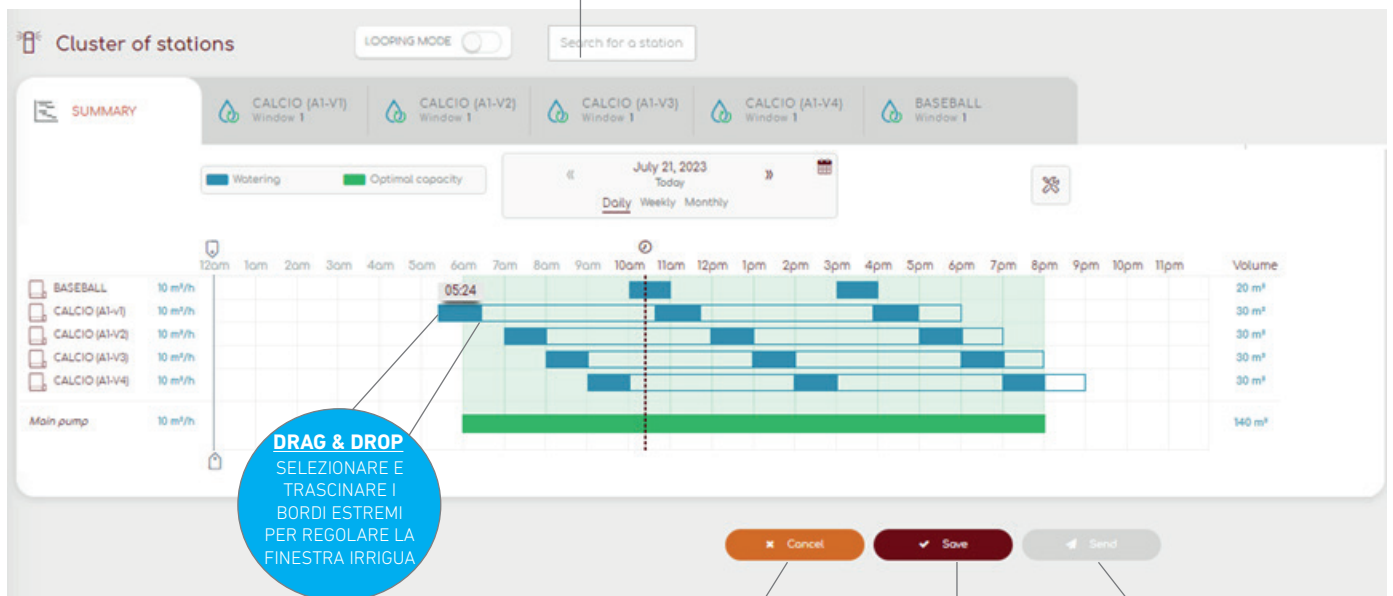 Cluster of stations
LOOPING MODE
Search for a station
SUMMARY
CALCIO (A1-V1)
Window 1
CALCIO (A1-V2)
Window 1
CALCIO (A1-V3)
Window 1
CALCIO (A1-V4)
Window 1
BASEBALL
Window 1
Watering
Optimal capacity
« July 21, 2023 »
Today
Daily Weekly Monthly
12am 1am 2am 3am 4am 5am 6am 7am 8am 9am 10am 11am 12pm 1pm 2pm 3pm 4pm 5pm 6pm 7pm 8pm 9pm 10pm 11pm Volume
BASEBALL 10 m³/h 05:24 20 m³
CALCIO (A1-V1) 10 m³/h 30 m³
CALCIO (A1-V2) 10 m³/h 30 m³
CALCIO (A1-V3) 10 m³/h 30 m³
CALCIO (A1-V4) 10 m³/h 30 m³
Main pump 10 m³/h 140 m³
DRAG & DROP
SELEZIONARE E
TRASCINARE I
BORDI ESTREMI
PER REGOLARE LA
FINESTRA IRRIGUA
Cancel
Save
Send